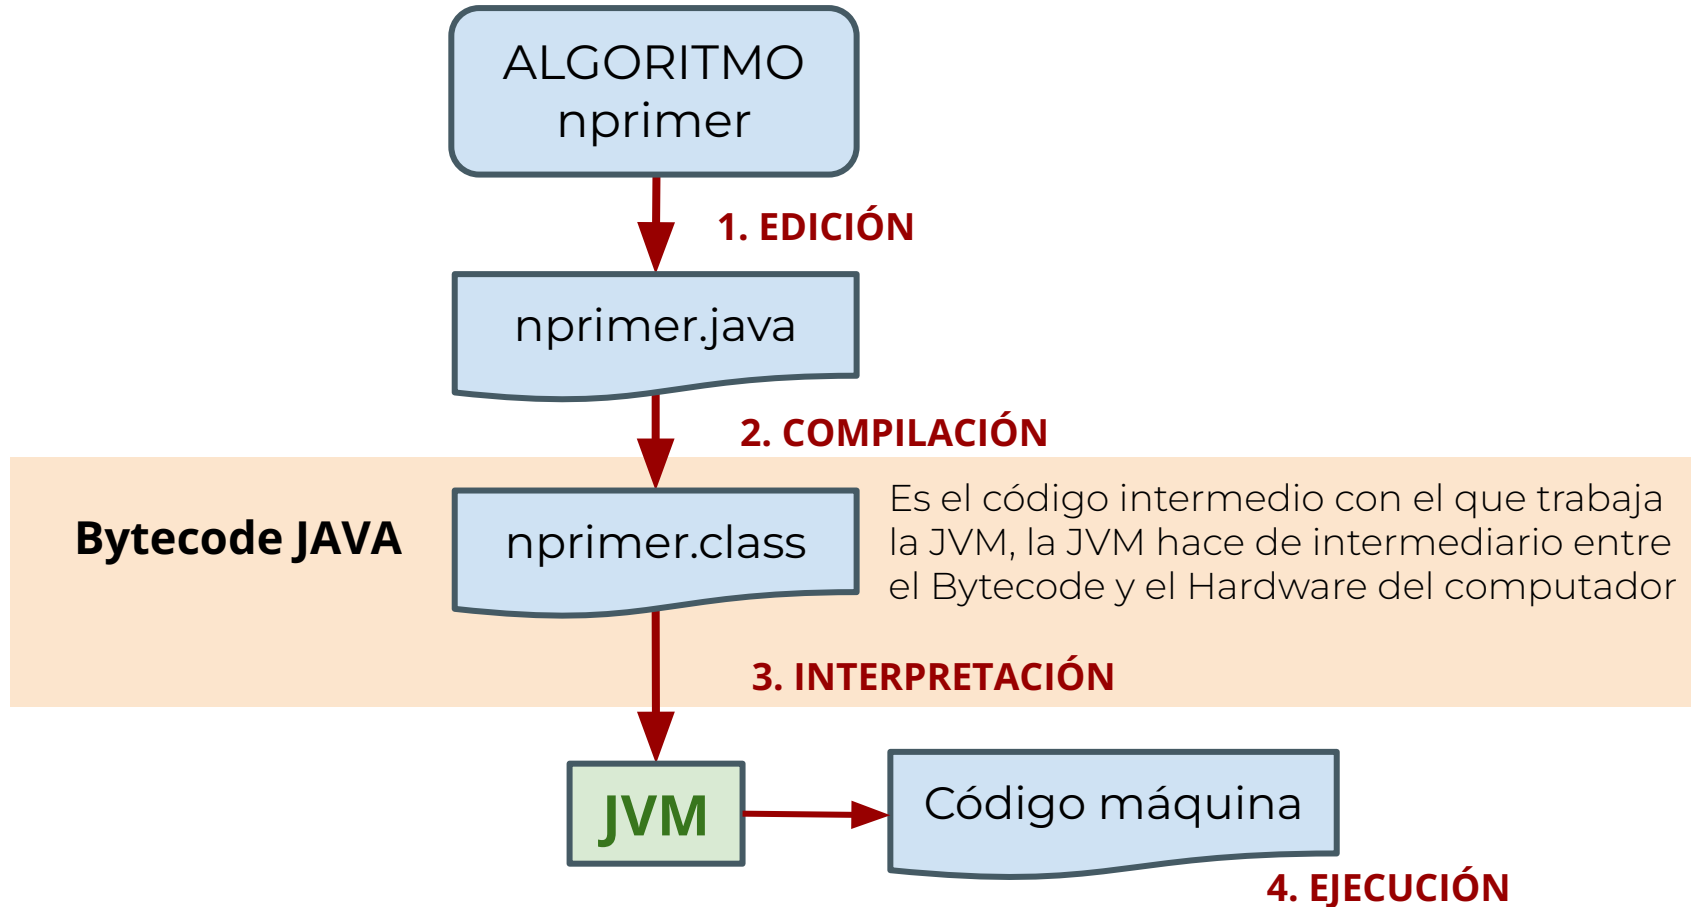 ALGORITMO
nprimer
1. EDICIÓN
nprimer.java
2. COMPILACIÓN
Bytecode JAVA
nprimer.class
Es el código intermedio con el que trabaja
la JVM, la JVM hace de intermediario entre
el Bytecode y el Hardware del computador
3. INTERPRETACIÓN
JVM
Código máquina
4. EJECUCIÓN